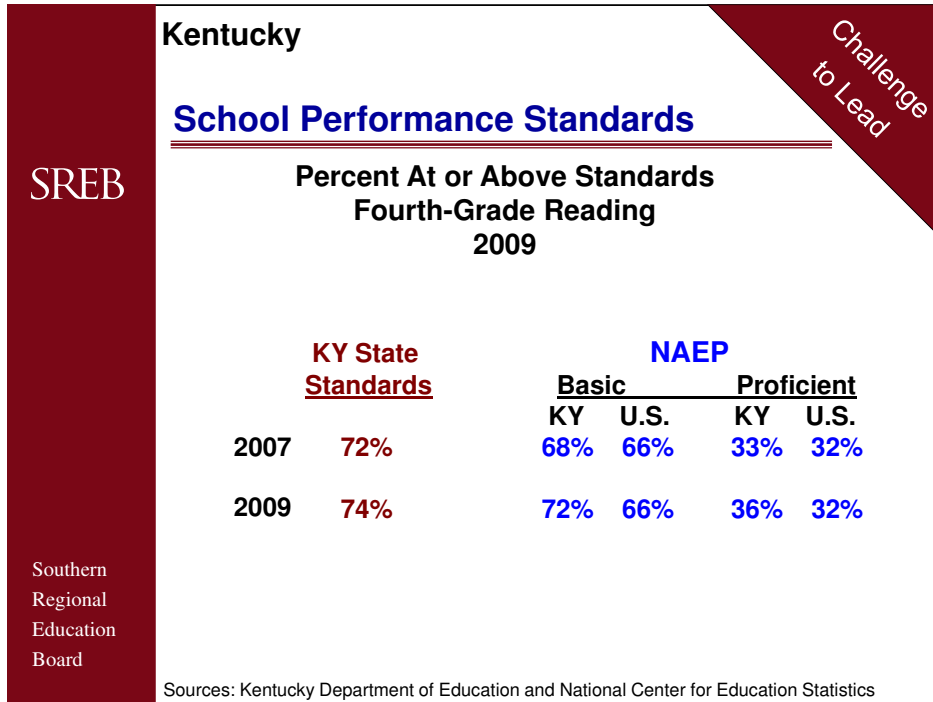 Kentucky
Challenge
to Lead
School Performance Standards
SREB
Percent At or Above Standards
Fourth-Grade Reading
2009
KY State NAEP
Standards Basic Proficient
KY U.S. KY U.S.
2007 72% 68% 66% 33% 32%
2009 74% 72% 66% 36% 32%
Southern
Regional
Education
Board
Sources: Kentucky Department of Education and National Center for Education Statistics